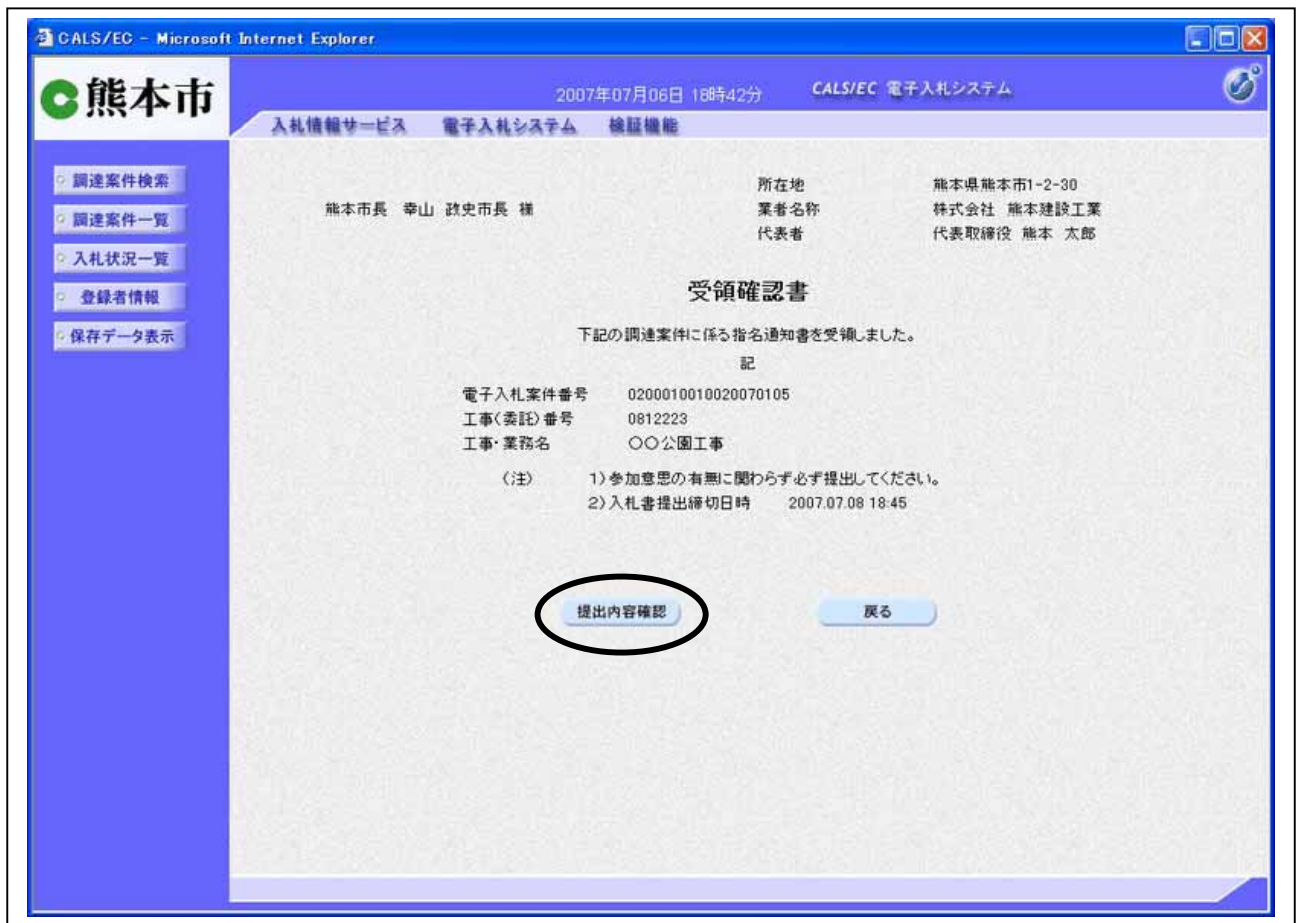 CALS/EC - Microsoft Internet Explorer
熊本市
2007年07月06日 18時42分 CALS/EC 電子入札システム
入札情報サービス 電子入札システム 検証機能
調達案件検索
調達案件一覧
入札状況一覧
登録者情報
保存データ表示
所在地 熊本県熊本市1-2-30
熊本市長 幸山 政史市長 様 業者名称 株式会社 熊本建設工業
代表者 代表取締役 熊本 太郎
受領確認書
下記の調達案件に係る指名通知書を受領しました。
記
電子入札案件番号 0200010010020070105
工事(委託)番号 0812223
工事・業務名 〇〇公園工事
(注) 1)参加意思の有無に関わらず必ず提出してください。
2)入札書提出締切日時 2007.07.08 18:45
提出内容確認 戻る